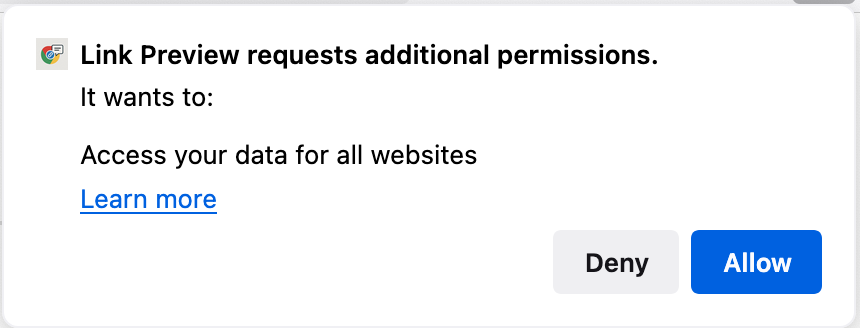 Link Preview requests additional permissions.
It wants to:
Access your data for all websites
Learn more
Deny
Allow